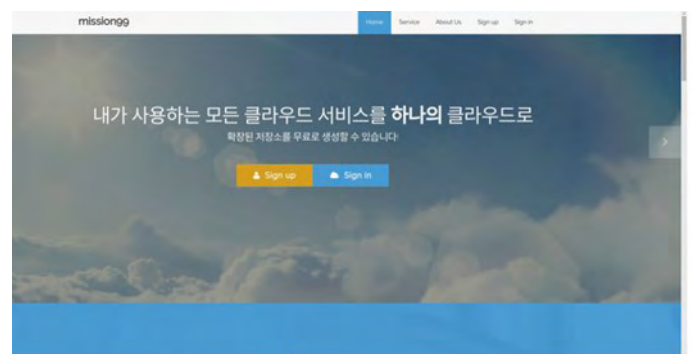 mission99
Home Service About Us Sign up Sign in
내가 사용하는 모든 클라우드 서비스를 하나의 클라우드로
확장된 저장소를 무료로 생성할 수 있습니다!
Sign up Sign in